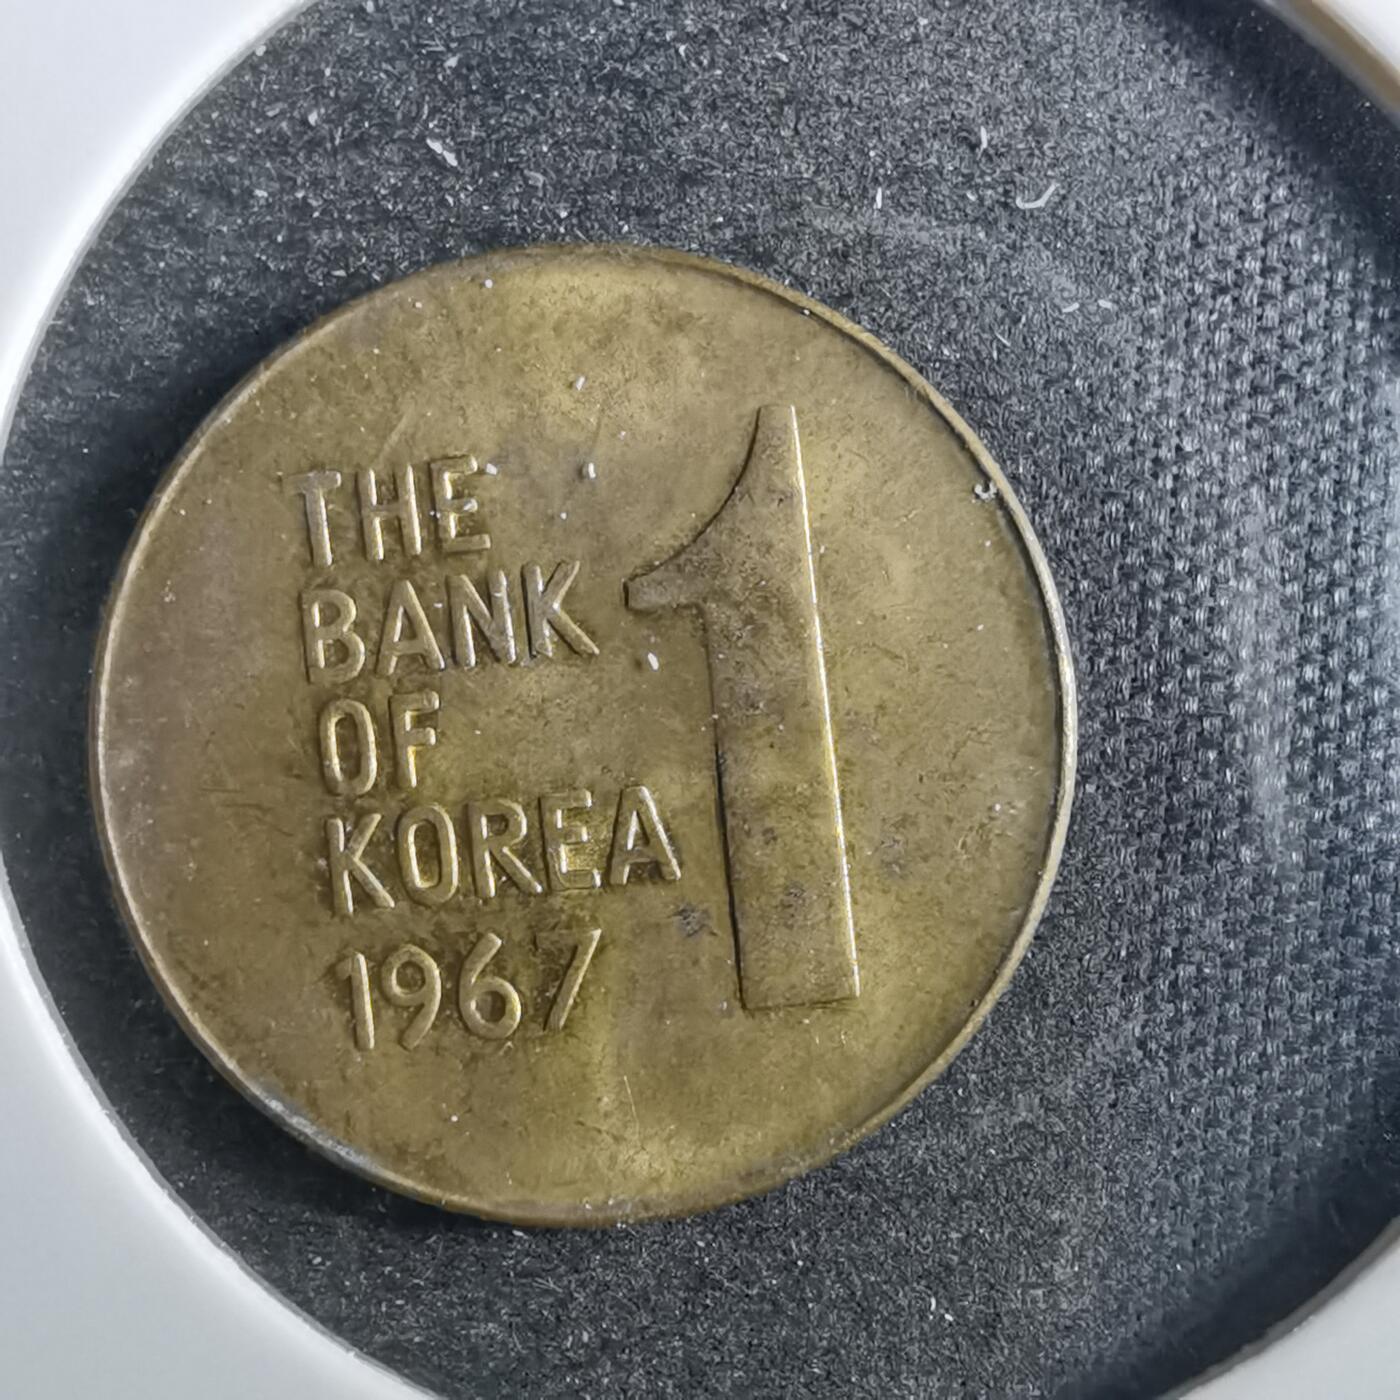 THE
BANK
OF
KOREA
1967
1